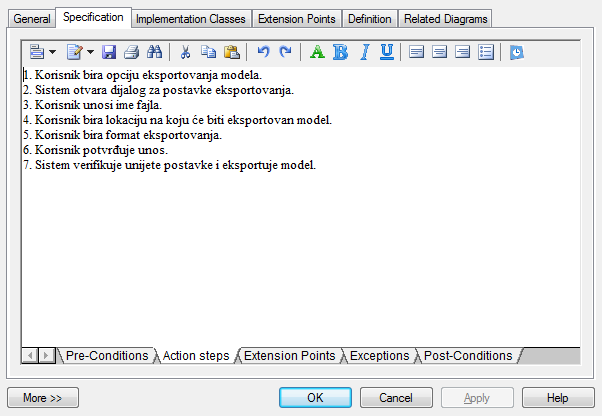 General
Specification
Implementation Classes
Extension Points
Definition
Related Diagrams
A B I U
1. Korisnik bira opciju eksportovanja modela.
2. Sistem otvara dijalog za postavke eksportovanja.
3. Korisnik unosi ime fajla.
4. Korisnik bira lokaciju na koju će biti eksportovan model.
5. Korisnik bira format eksportovanja.
6. Korisnik potvrđuje unos.
7. Sistem verifikuje unijete postavke i eksportuje model.
Pre-Conditions
Action steps
Extension Points
Exceptions
Post-Conditions
More >>
OK
Cancel
Apply
Help